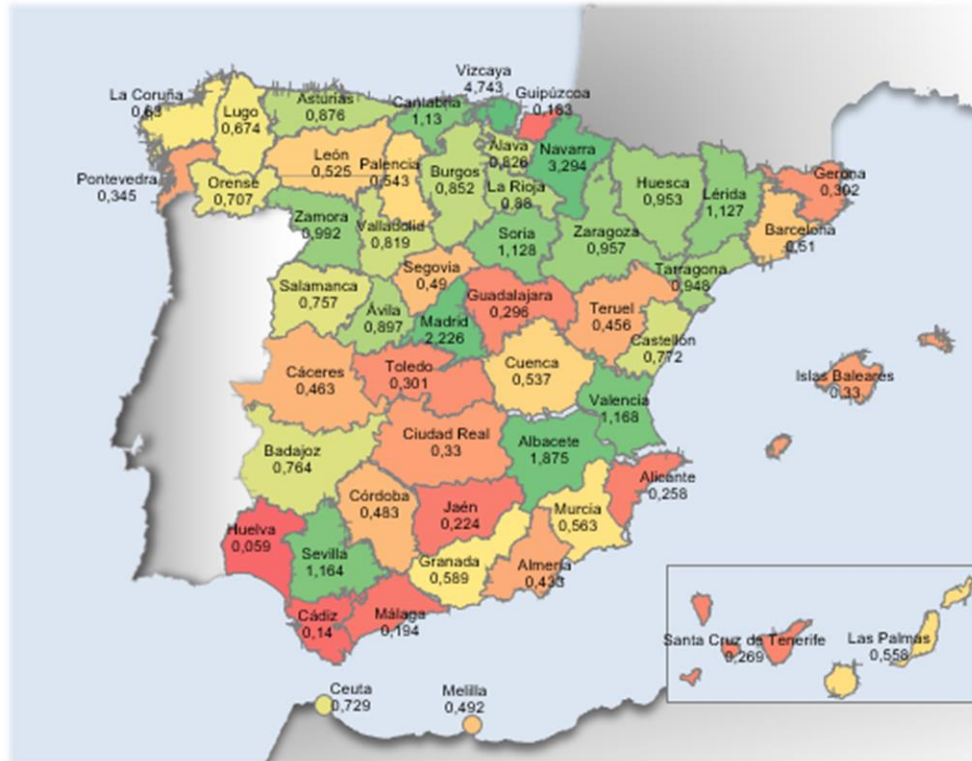 Vizcaya
4,743
La Coruña
0,63
Lugo
0,674
Asturias
0,876
Cantabria
1,13
Guipúzcoa
0,183
Álava
0,826
Navarra
3,294
León
0,525
Palencia
0,543
Burgos
0,852
La Rioja
0,88
Huesca
0,953
Lérida
1,127
Gerona
0,302
Pontevedra
0,345
Orense
0,707
Zamora
0,992
Valladolid
0,819
Soria
1,128
Zaragoza
0,957
Barcelona
0,51
Tarragona
0,948
Segovia
0,49
Salamanca
0,757
Ávila
0,897
Madrid
2,226
Guadalajara
0,296
Teruel
0,456
Castellón
0,772
Cáceres
0,463
Toledo
0,301
Cuenca
0,537
Islas Baleares
0,33
Valencia
1,168
Badajoz
0,764
Ciudad Real
0,33
Albacete
1,875
Alicante
0,258
Córdoba
0,483
Jaén
0,224
Murcia
0,563
Huelva
0,059
Sevilla
1,164
Granada
0,589
Almería
0,433
Cádiz
0,14
Málaga
0,194
Santa Cruz de Tenerife
0,269
Las Palmas
0,558
Ceuta
0,729
Melilla
0,492